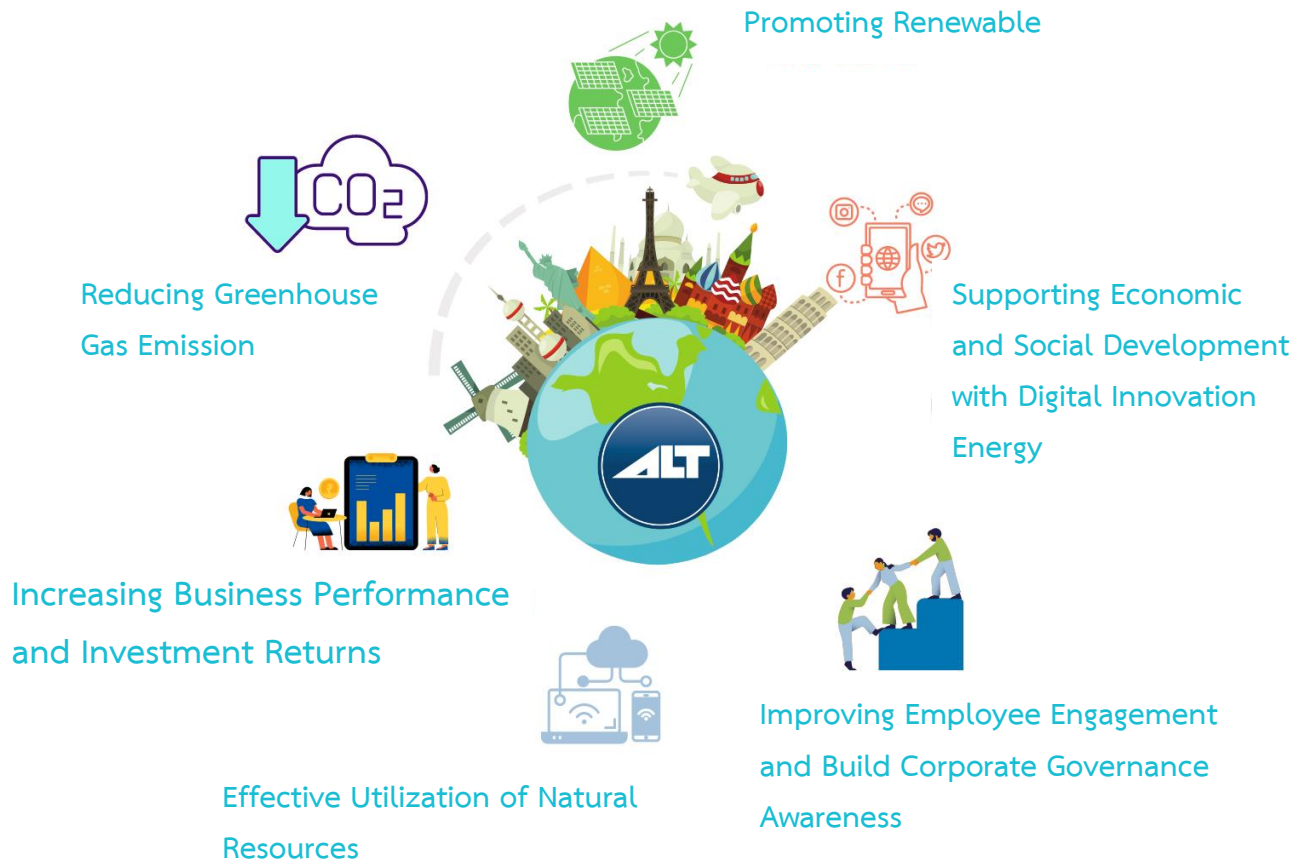 Promoting Renewable
CO2
Reducing Greenhouse
Gas Emission
Supporting Economic
and Social Development
with Digital Innovation
Energy
ALT
Increasing Business Performance
and Investment Returns
Improving Employee Engagement
and Build Corporate Governance
Awareness
Effective Utilization of Natural
Resources